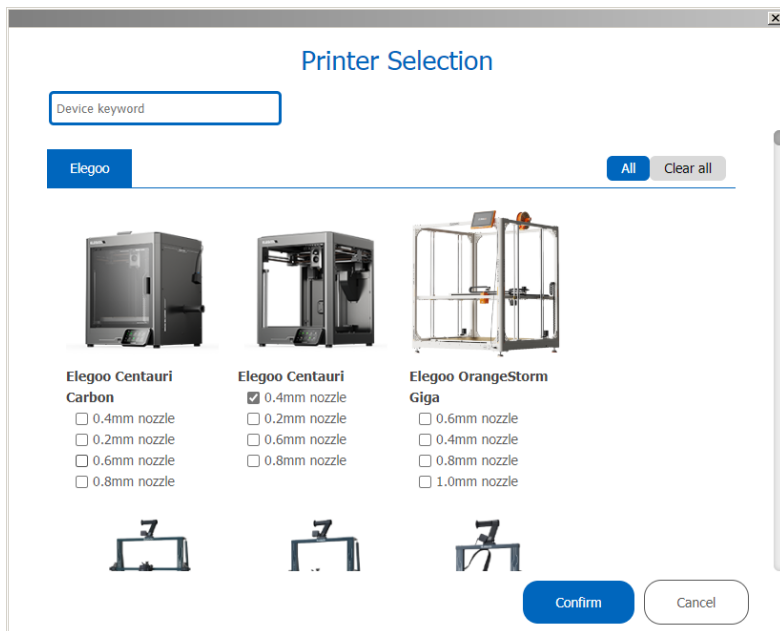 Printer Selection
Device keyword
Elegoo
All
Clear all
Elegoo Centauri
Carbon
0.4mm nozzle
0.2mm nozzle
0.6mm nozzle
0.8mm nozzle
Elegoo Centauri
0.4mm nozzle
0.2mm nozzle
0.6mm nozzle
0.8mm nozzle
Elegoo OrangeStorm
Giga
0.6mm nozzle
0.4mm nozzle
0.8mm nozzle
1.0mm nozzle
Confirm
Cancel